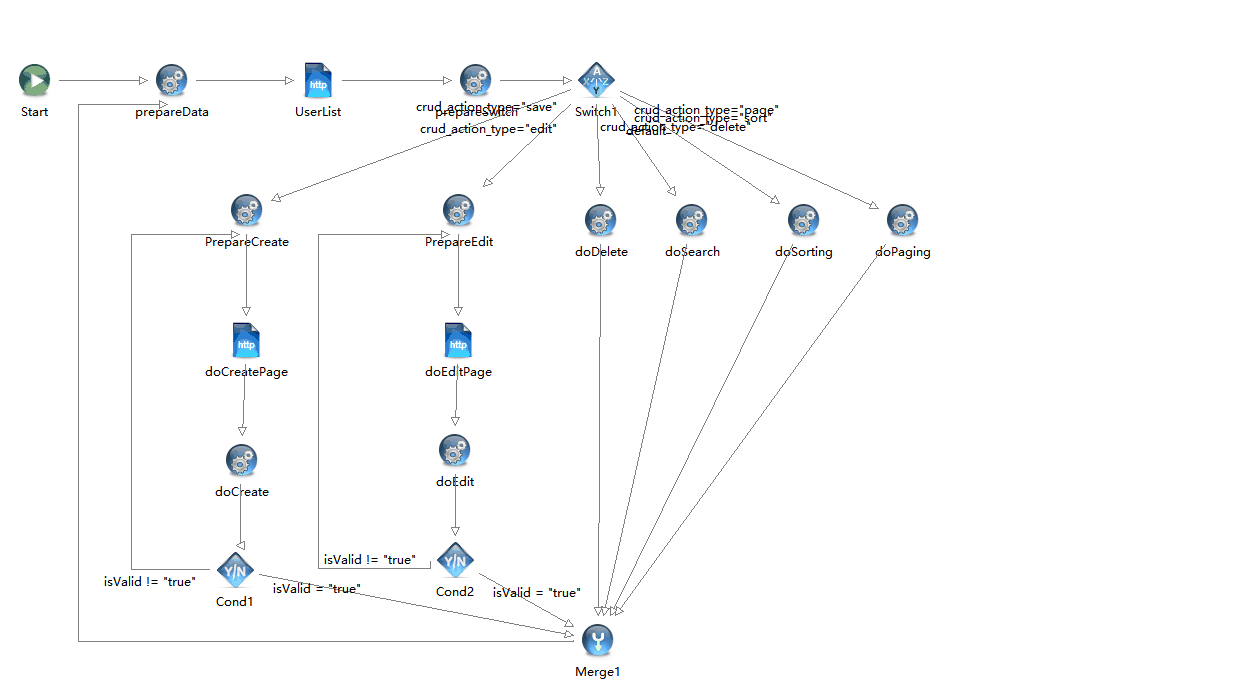 http
A
Y Z
Y
Start
prepareData
UserList
prepareSwitch
Switch1
crud_action_type="save"
crud_action_type="edit"
crud_action_type="page"
crud_action_type="sort"
crud_action_type="delete"
default
PrepareCreate
PrepareEdit
doDelete
doSearch
doSorting
doPaging
http
http
doCreatePage
doEditPage
doCreate
doEdit
isValid != "true"
Y/N
Cond1
isValid = "true"
isValid != "true"
Y/N
Cond2
isValid = "true"
Merge1